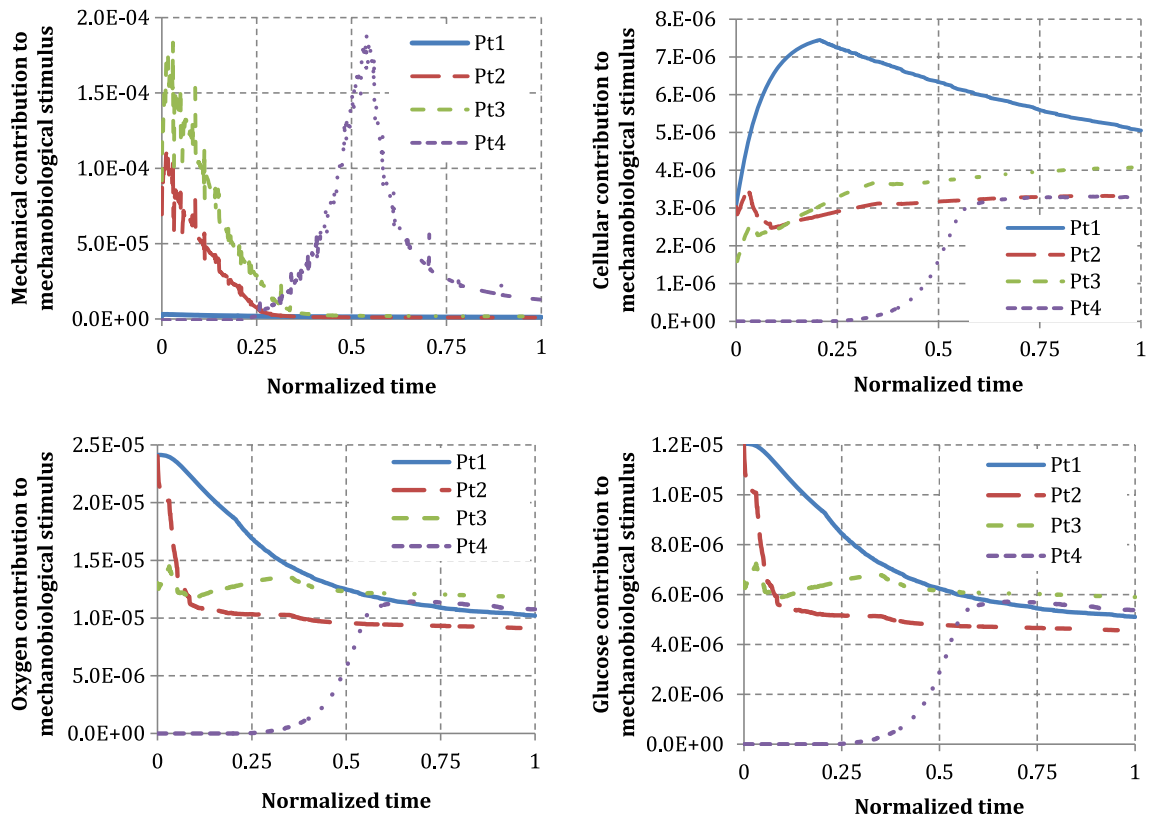 Mechanical contribution to
mechanobiological stimulus
2.0E-04
1.5E-04
1.0E-04
5.0E-05
0.0E+00
Pt1
Pt2
Pt3
Pt4
0
0.25
0.5
0.75
1
Normalized time
Cellular contribution to
mechanobiological stimulus
8.E-06
7.E-06
6.E-06
5.E-06
4.E-06
3.E-06
2.E-06
1.E-06
0.E+00
Pt1
Pt2
Pt3
Pt4
0
0.25
0.5
0.75
1
Normalized time
Oxygen contribution to
mechanobiological stimulus
2.5E-05
2.0E-05
1.5E-05
1.0E-05
5.0E-06
0.0E+00
Pt1
Pt2
Pt3
Pt4
0
0.25
0.5
0.75
1
Normalized time
Glucose contribution to
mechanobiological stimulus
1.2E-05
1.0E-05
8.0E-06
6.0E-06
4.0E-06
2.0E-06
0.0E+00
Pt1
Pt2
Pt3
Pt4
0
0.25
0.5
0.75
1
Normalized time